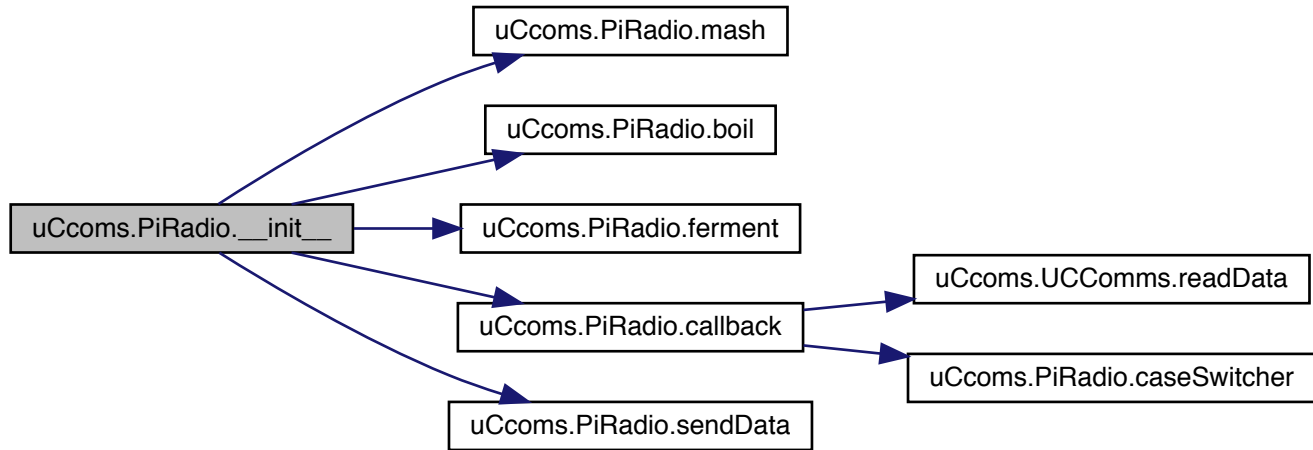 uCcoms.PiRadio.mash
uCcoms.PiRadio.boil
uCcoms.PiRadio.__init__
uCcoms.PiRadio.ferment
uCcoms.UCComms.readData
uCcoms.PiRadio.callback
uCcoms.PiRadio.caseSwitcher
uCcoms.PiRadio.sendData